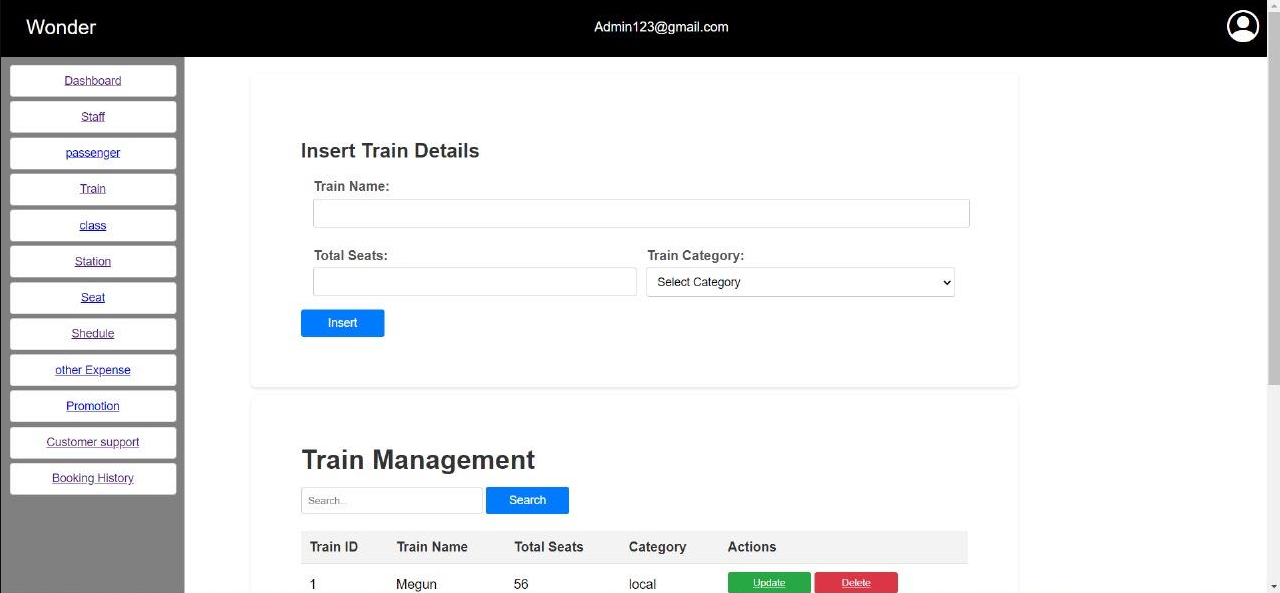 Wonder
Admin123@gmail.com
Dashboard
Staff
passenger
Train
class
Station
Seat
Shedule
other Expense
Promotion
Customer support
Booking History
Insert Train Details
Train Name:
Total Seats: Train Category:
Select Category
Insert
Train Management
Search... Search
Train ID Train Name Total Seats Category Actions
1 Megun 56 local Update Delete